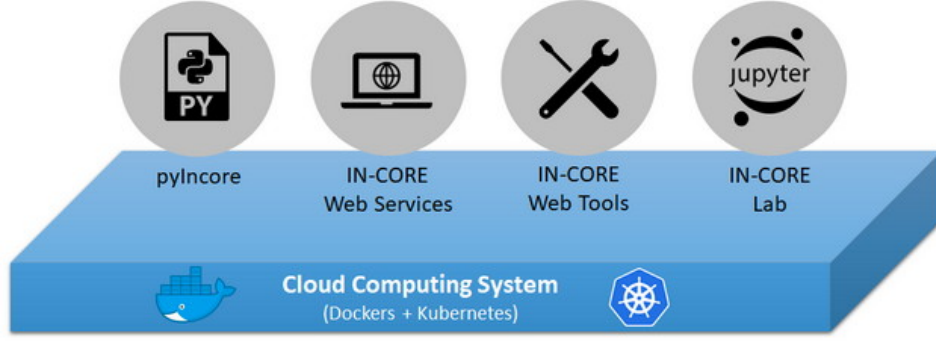 PY
jupyter
pyIncore
IN-CORE
Web Services
IN-CORE
Web Tools
IN-CORE
Lab
Cloud Computing System
(Dockers + Kubernetes)